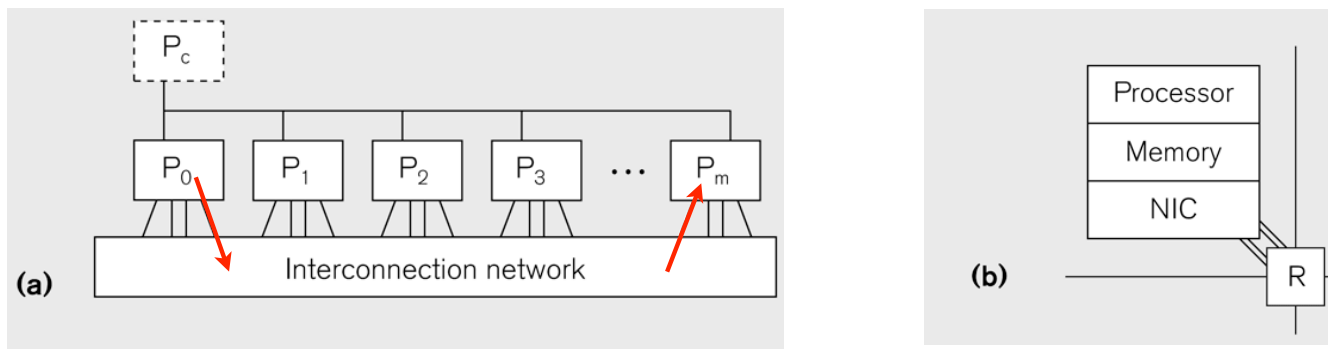 Pc
P0
P1
P2
P3
...
Pm
Interconnection network
(a)
Processor
Memory
NIC
R
(b)